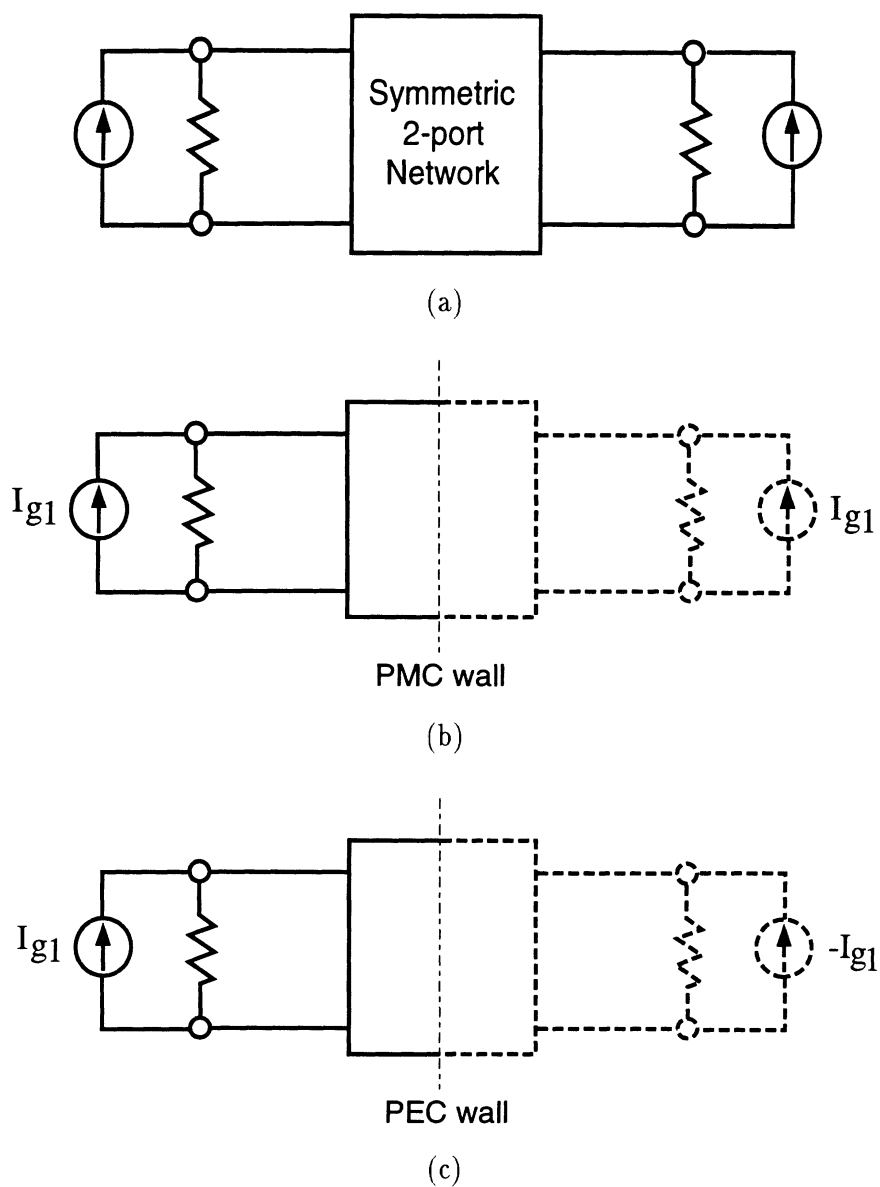 Symmetric
2-port
Network
(a)
Ig1
Ig1
PMC wall
(b)
Ig1
-Ig1
PEC wall
(c)